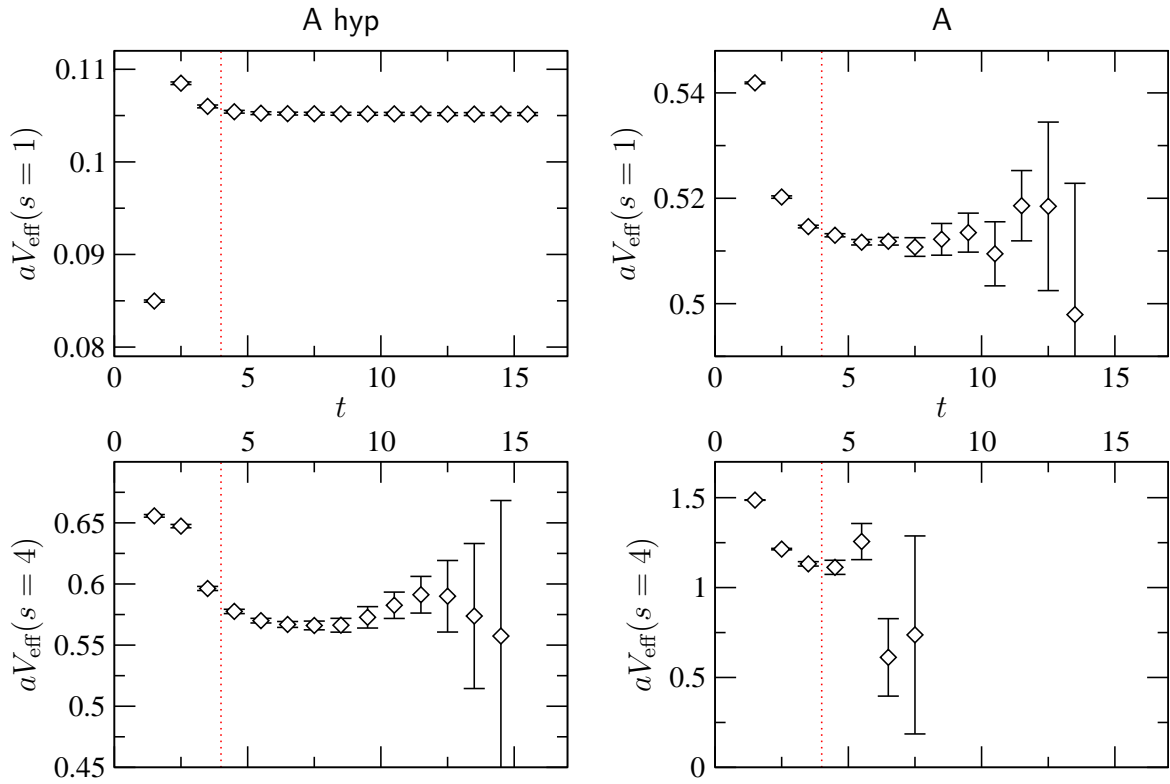 A hyp
A
0.11
0.1
0.09
0.08
aV_eff(s = 1)
0 5 10 15
t
0.54
0.52
0.5
aV_eff(s = 1)
0 5 10 15
t
0 5 10 15
0.65
0.6
0.55
0.5
0.45
aV_eff(s = 4)
0 5 10 15
1.5
1
0.5
0
aV_eff(s = 4)